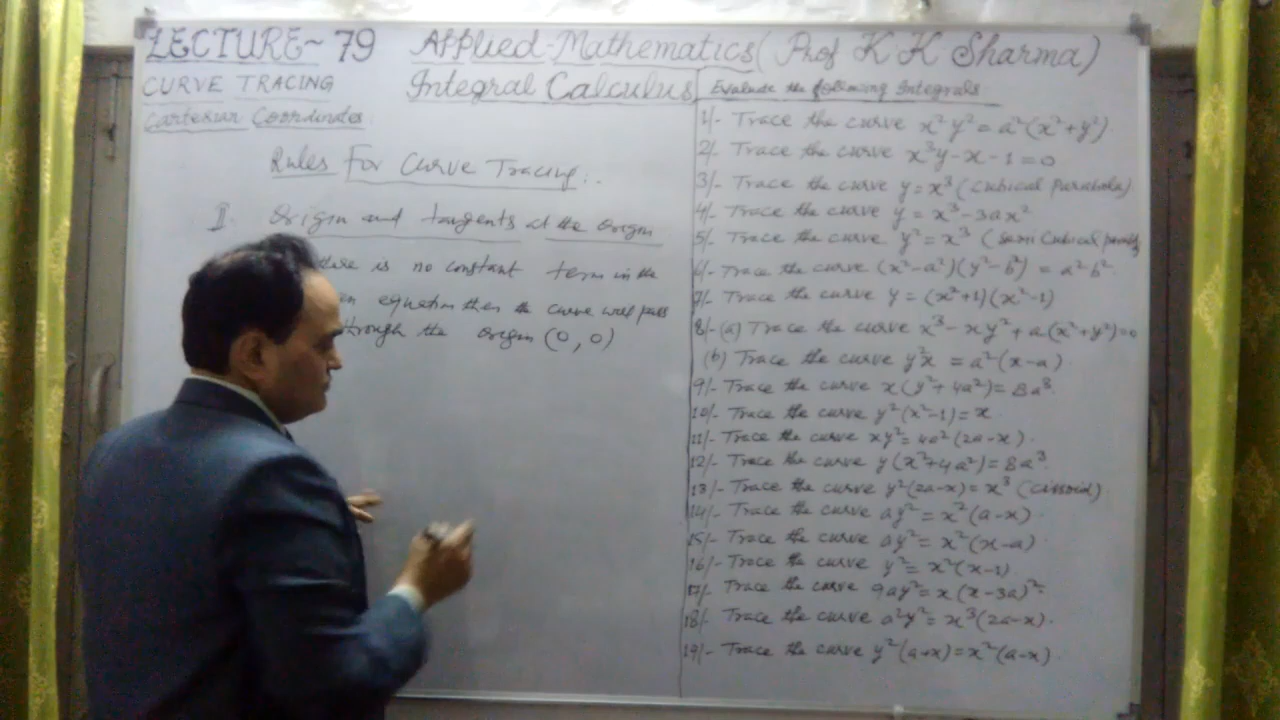 LECTURE~79 Applied-Mathematics (Prof K K Sharma)
CURVE TRACING Integral Calculus
Cartesian Coordinates
Rules For Curve Tracing:.
II. Origin and tangents at the Origin
there is no constant term in the
equation then the curve will pass
through the origin (0, 0)
Evaluate the following Integrals
1/- Trace the curve x²y² = a²(x²+y²)
2/- Trace the curve x³y-x-1=0
3/- Trace the curve y=x³ (cubical parabola)
4/- Trace the curve y = x³-3ax²
5/- Trace the curve y² = x³ (semi cubical
6/- Trace the curve (x²-a²)(y²-b²) = a²b²
7/- Trace the curve y = (x²+1)(x²-1)
8/- (a) Trace the curve x³-xy²+a(x²+y²)=0
(b) Trace the curve y²x = a²(x-a)
9/- Trace the curve x(y²+4a²)=8a³.
10/- Trace the curve y²(x²-1)=x
11/- Trace the curve xy²=4a²(2a-x).
12/- Trace the curve y(x²+4a²)=8a³.
13/- Trace the curve y²(2a-x)=x³ (cissoid)
14/- Trace the curve ay²=x²(a-x)
15/- Trace the curve ay²=x²(x-a)
16/- Trace the curve y²=x²(x-1)
17/- Trace the curve 9ay²=x(x-3a)².
18/- Trace the curve a²y²=x³(2a-x).
19/- Trace the curve y²(a+x)=x²(a-x).